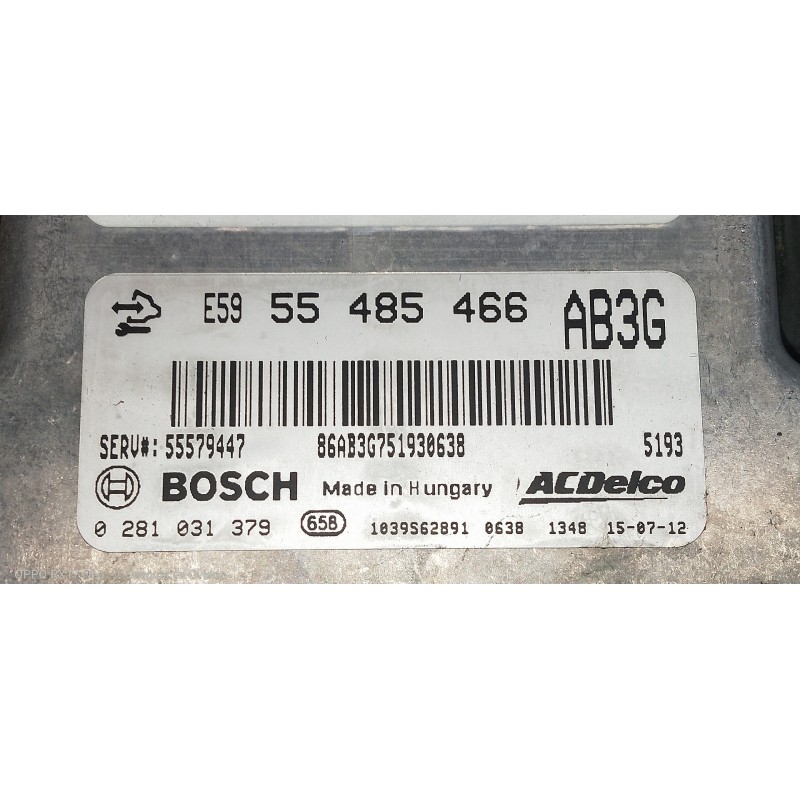 E59 55 485 466 AB3G
SERV#: 55579447 86AB3G751930638 5193
BOSCH Made in Hungary ACDelco
0 281 031 379 658 1039S62891 0638 1348 15-07-12